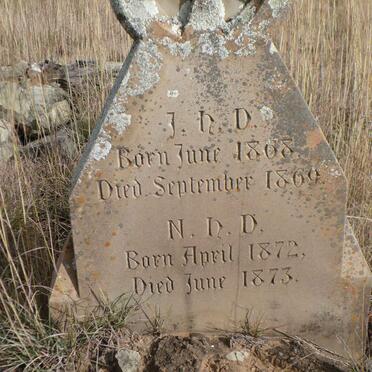 J. H. D.
Born June 1868
Died September 1869
N. H. D.
Born April 1872,
Died June 1873.